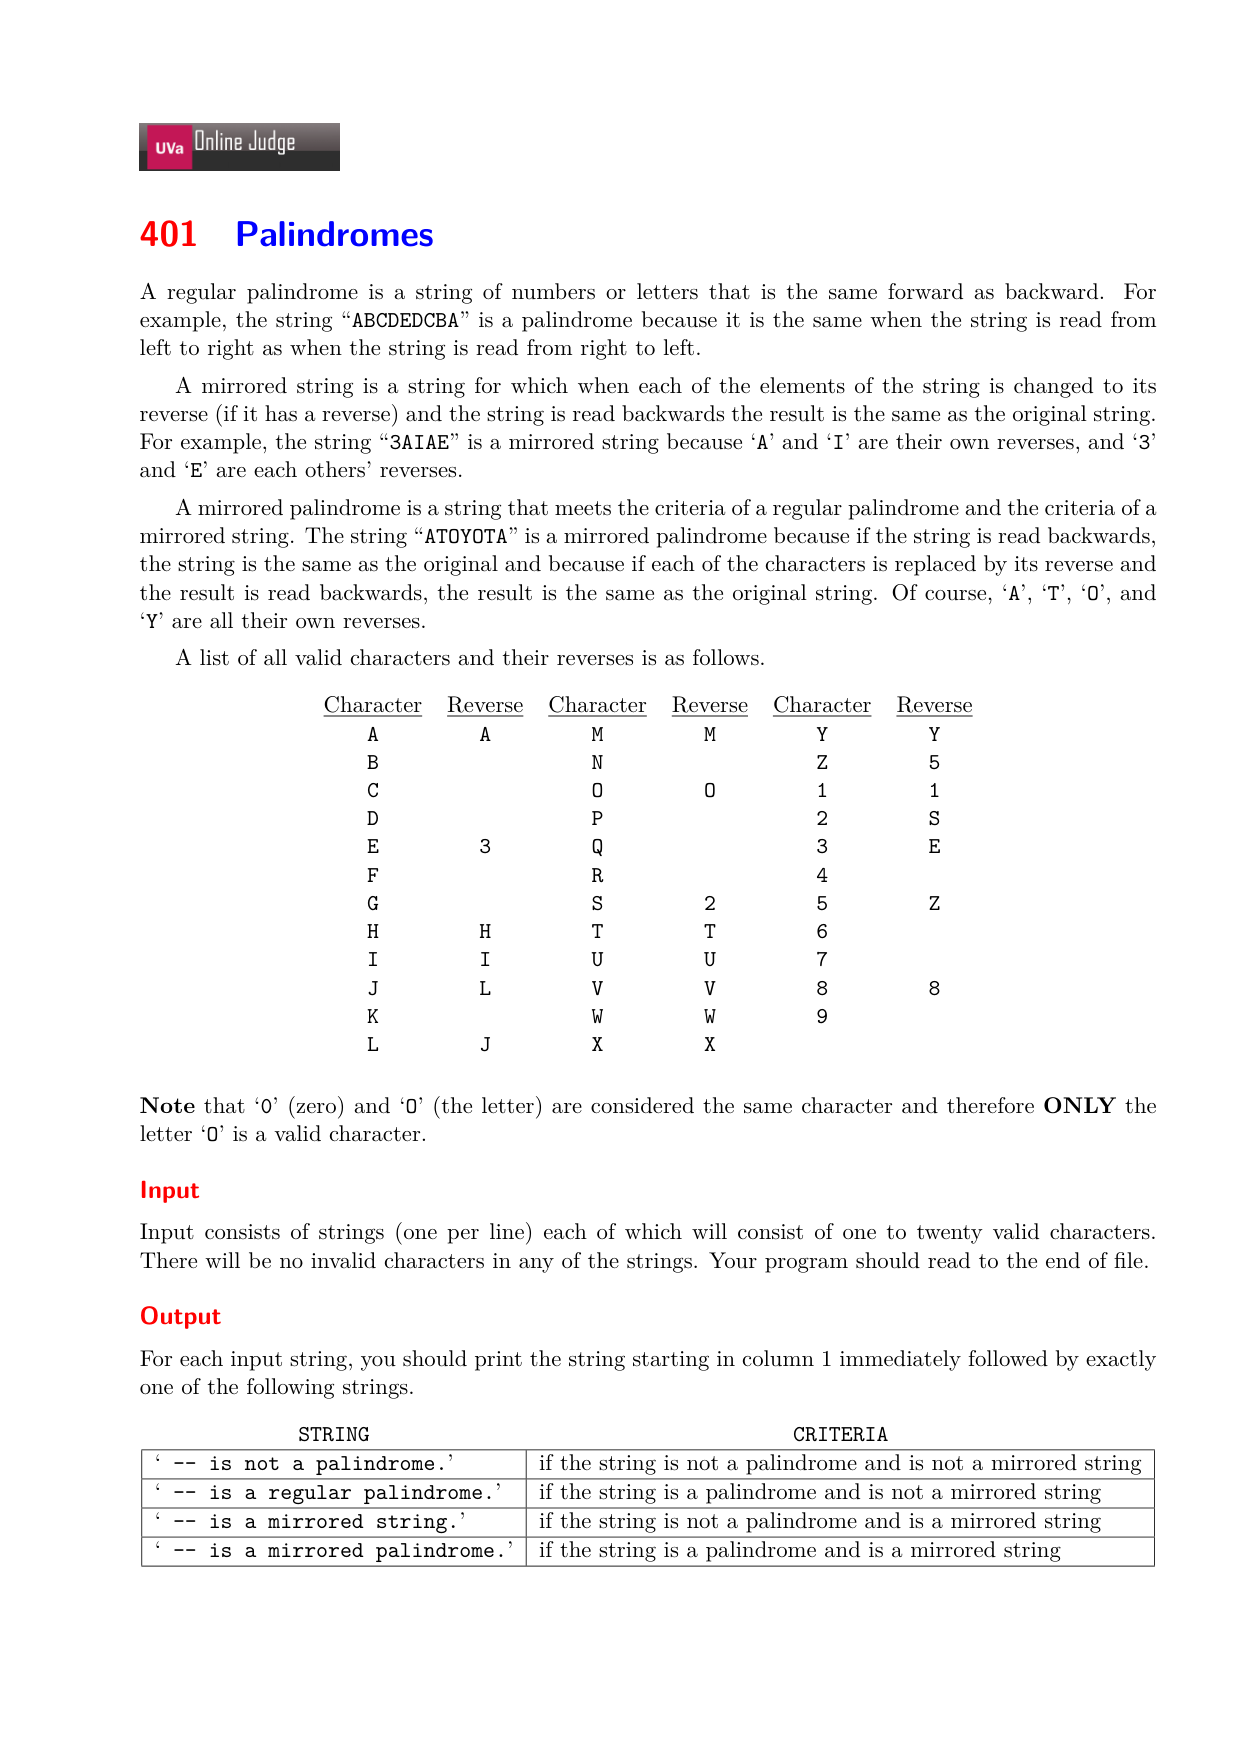 UVa Online Judge
401 Palindromes
A regular palindrome is a string of numbers or letters that is the same forward as backward. For
example, the string “ABCDEDCBA” is a palindrome because it is the same when the string is read from
left to right as when the string is read from right to left.
A mirrored string is a string for which when each of the elements of the string is changed to its
reverse (if it has a reverse) and the string is read backwards the result is the same as the original string.
For example, the string “3AIAE” is a mirrored string because ‘A’ and ‘I’ are their own reverses, and ‘3’
and ‘E’ are each others’ reverses.
A mirrored palindrome is a string that meets the criteria of a regular palindrome and the criteria of a
mirrored string. The string “ATOYOTA” is a mirrored palindrome because if the string is read backwards,
the string is the same as the original and because if each of the characters is replaced by its reverse and
the result is read backwards, the result is the same as the original string. Of course, ‘A’, ‘T’, ‘O’, and
‘Y’ are all their own reverses.
A list of all valid characters and their reverses is as follows.
Character Reverse Character Reverse Character Reverse
A A M M Y Y
B N Z 5
C O O 1 1
D P 2 S
E 3 Q 3 E
F R 4
G S 2 5 Z
H H T T 6
I I U U 7
J L V V 8 8
K W W 9
L J X X
Note that ‘0’ (zero) and ‘O’ (the letter) are considered the same character and therefore ONLY the
letter ‘O’ is a valid character.
Input
Input consists of strings (one per line) each of which will consist of one to twenty valid characters.
There will be no invalid characters in any of the strings. Your program should read to the end of file.
Output
For each input string, you should print the string starting in column 1 immediately followed by exactly
one of the following strings.
STRING CRITERIA
‘ -- is not a palindrome.’ if the string is not a palindrome and is not a mirrored string
‘ -- is a regular palindrome.’ if the string is a palindrome and is not a mirrored string
‘ -- is a mirrored string.’ if the string is not a palindrome and is a mirrored string
‘ -- is a mirrored palindrome.’ if the string is a palindrome and is a mirrored string